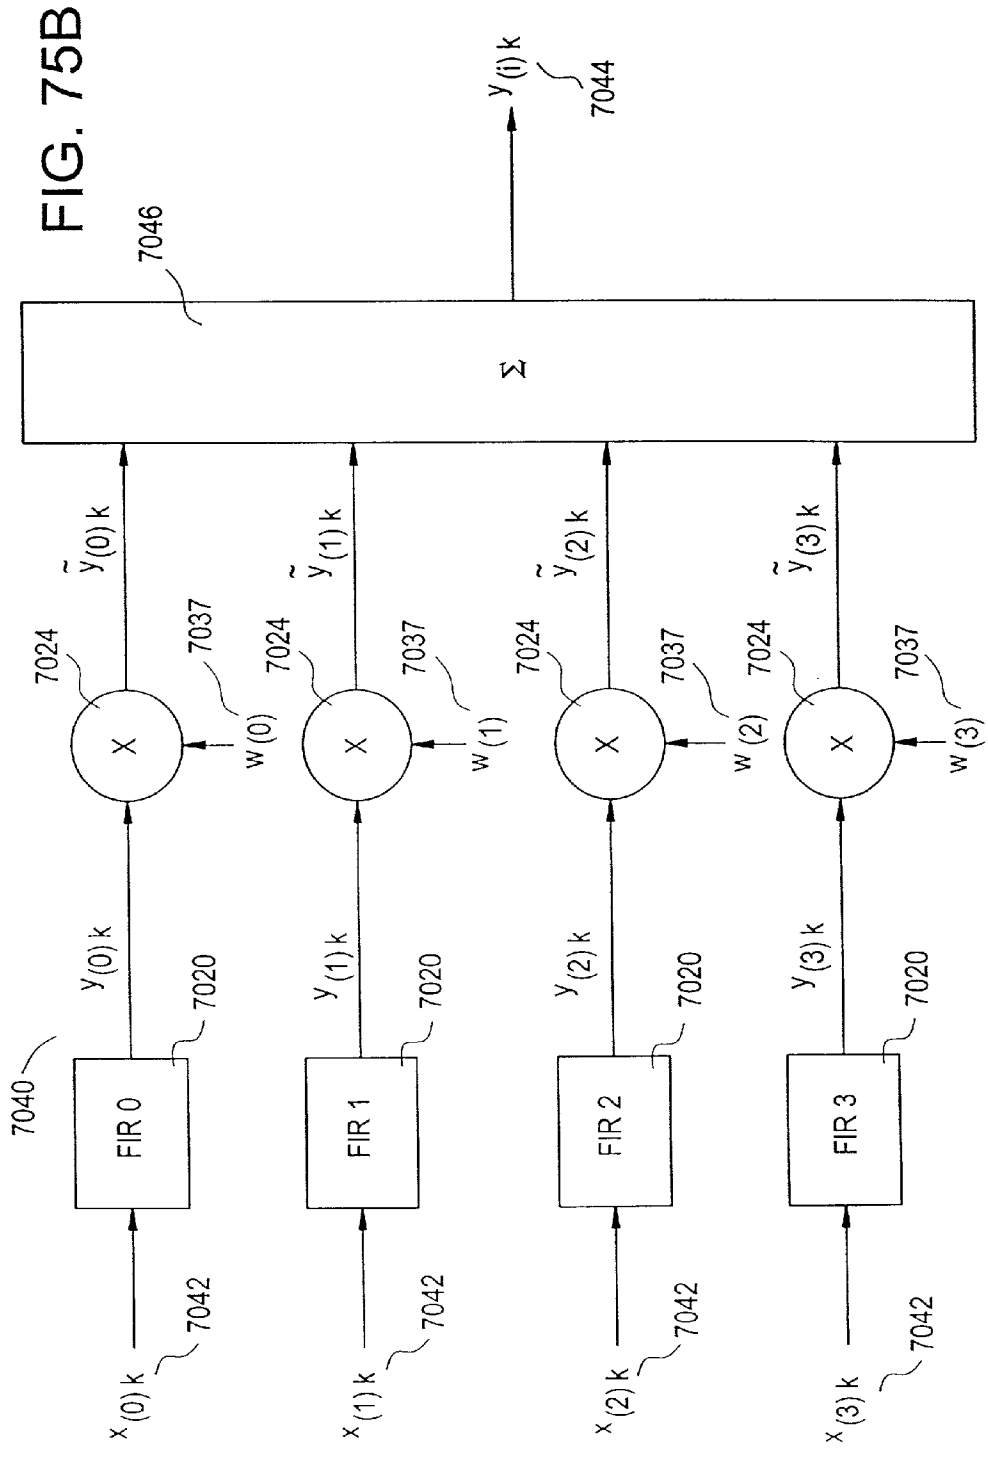 FIG. 75B
7040
x(0)k
7042
FIR 0
7020
y(0)k
7024
X
w(0)
7037
ỹ(0)k
x(1)k
7042
FIR 1
7020
y(1)k
7024
X
w(1)
7037
ỹ(1)k
x(2)k
7042
FIR 2
7020
y(2)k
7024
X
w(2)
7037
ỹ(2)k
x(3)k
7042
FIR 3
7020
y(3)k
7024
X
w(3)
7037
ỹ(3)k
7046
Σ
y(i)k
7044